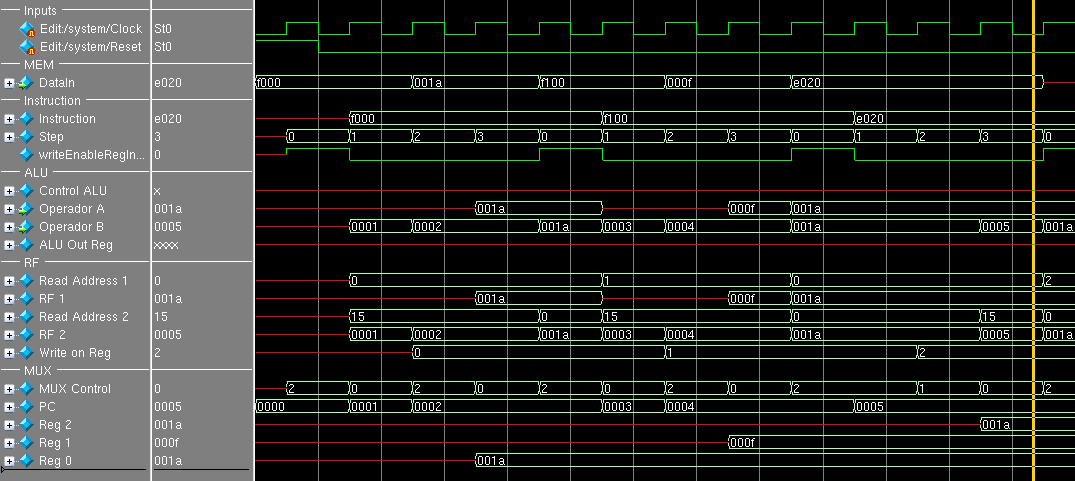 Inputs
Edit:/system/Clock St0
Edit:/system/Reset St0
MEM
DataIn e020 f000 001a f100 000f e020
Instruction
Instruction e020 f000 f100 e020
Step 3 0 1 2 3 0 1 2 3 0 1 2 3 0
writeEnableRegIn... 0
ALU
Control ALU x
Operador A 001a 001a 000f 001a
Operador B 0005 0001 0002 001a 0003 0004 001a 0005 001a
ALU Out Reg xxxx
RF
Read Address 1 0 0 1 0 2
RF 1 001a 001a 000f 001a
Read Address 2 15 15 0 15 0 15 0
RF 2 0005 0001 0002 001a 0003 0004 001a 0005 001a
Write on Reg 2 0 1 2
MUX
MUX Control 0 2 0 2 0 2 0 2 0 2 1 0 2
PC 0005 0000 0001 0002 0003 0004 0005
Reg 2 001a 001a
Reg 1 000f 000f
Reg 0 001a 001a